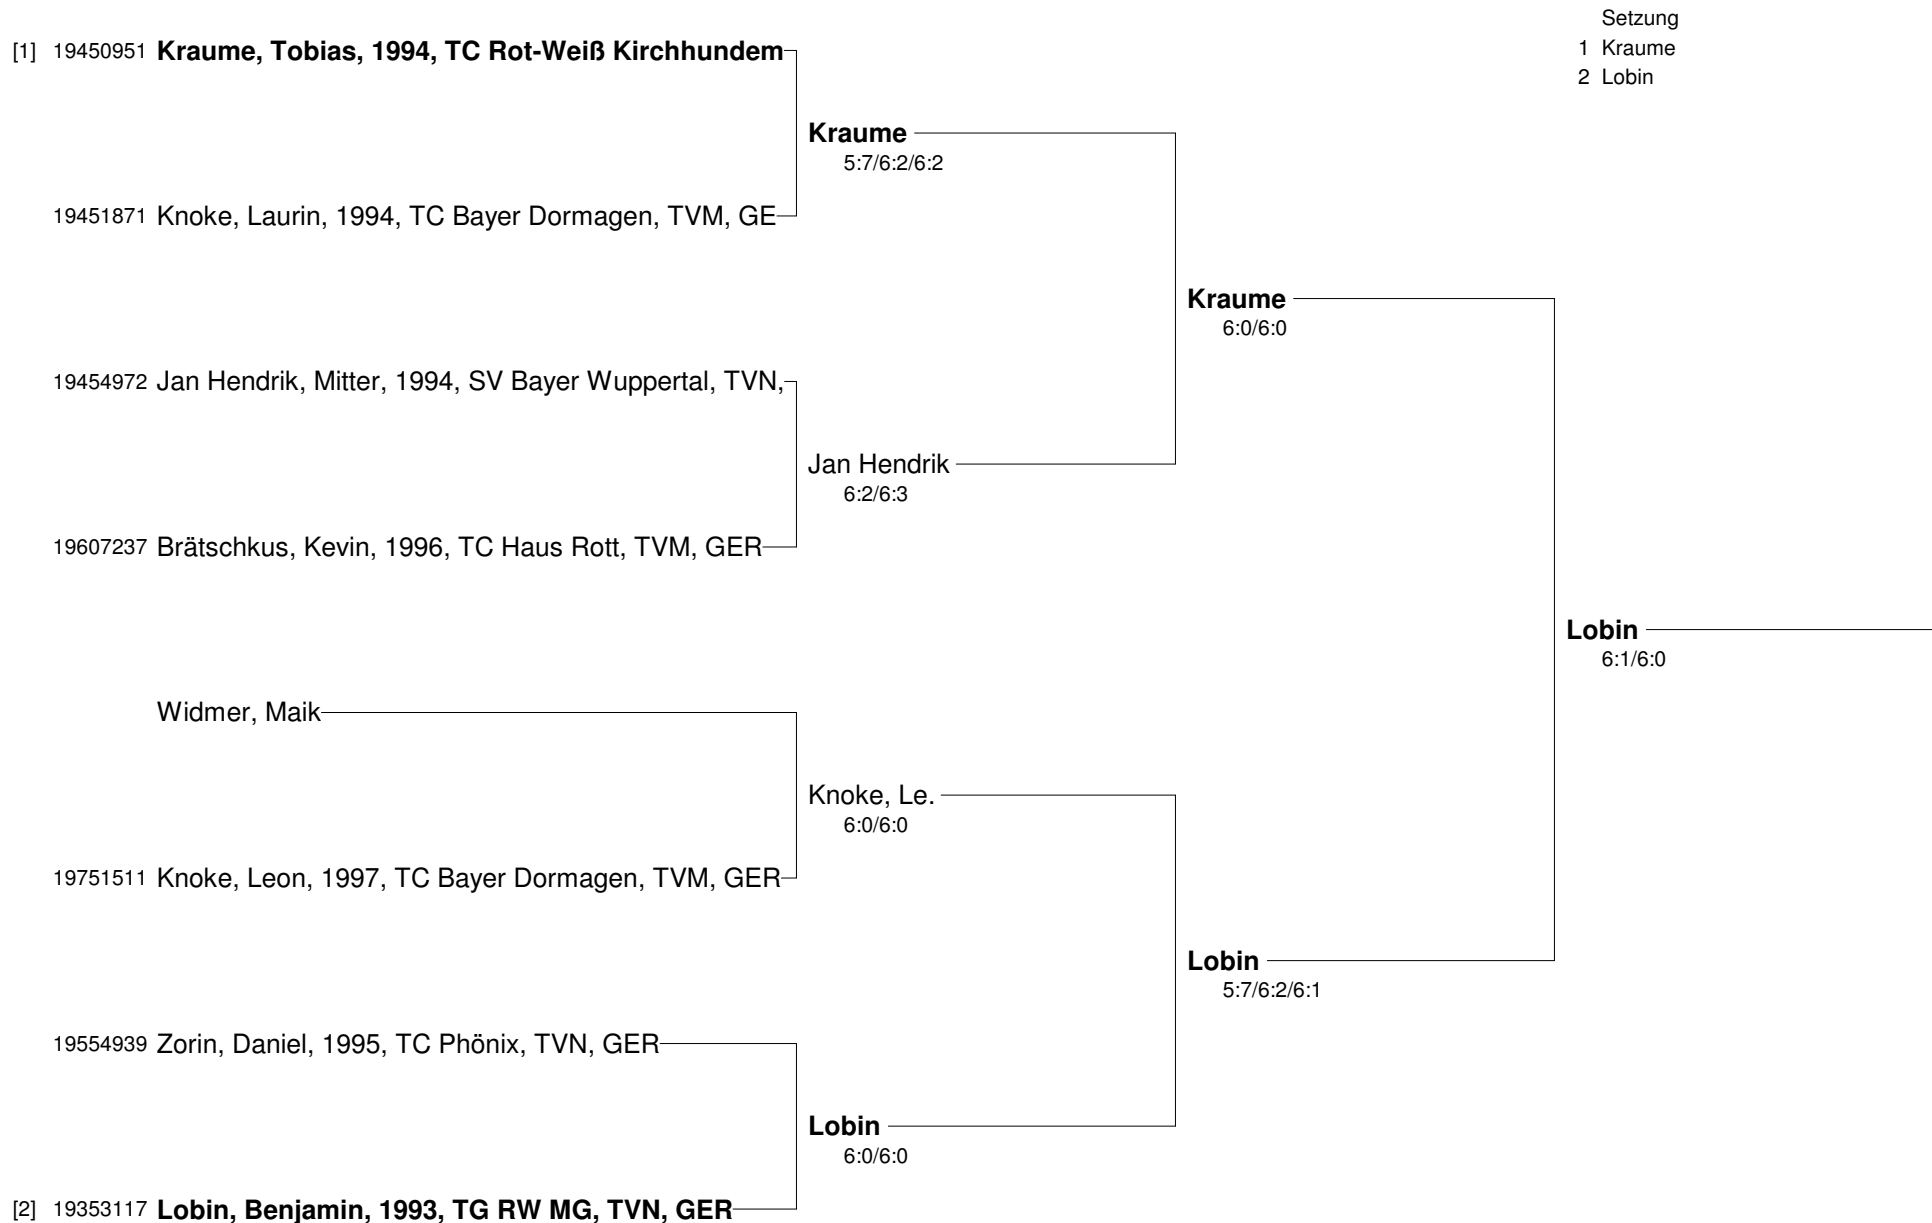 Setzung
1 Kraume
2 Lobin
[1] 19450951 Kraume, Tobias, 1994, TC Rot-Weiß Kirchhundem
Kraume
5:7/6:2/6:2
19451871 Knoke, Laurin, 1994, TC Bayer Dormagen, TVM, GE
Kraume
6:0/6:0
19454972 Jan Hendrik, Mitter, 1994, SV Bayer Wuppertal, TVN,
Jan Hendrik
6:2/6:3
19607237 Brätschkus, Kevin, 1996, TC Haus Rott, TVM, GER
Lobin
6:1/6:0
Widmer, Maik
Knoke, Le.
6:0/6:0
19751511 Knoke, Leon, 1997, TC Bayer Dormagen, TVM, GER
Lobin
5:7/6:2/6:1
19554939 Zorin, Daniel, 1995, TC Phönix, TVN, GER
Lobin
6:0/6:0
[2] 19353117 Lobin, Benjamin, 1993, TG RW MG, TVN, GER